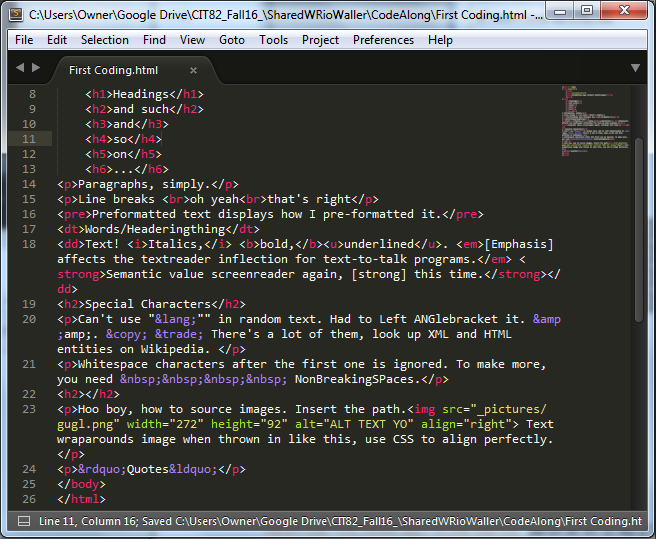 C:\Users\Owner\Google Drive\CIT82_Fall16_\SharedWRioWaller\CodeAlong\First Coding.html -...
File Edit Selection Find View Goto Tools Project Preferences Help
First Coding.html ×
8 <h1>Headings</h1>
9 <h2>and such</h2>
10 <h3>and</h3>
11 <h4>so</h4>
12 <h5>on</h5>
13 <h6>...</h6>
14 <p>Paragraphs, simply.</p>
15 <p>Line breaks <br>oh yeah<br>that's right</p>
16 <pre>Preformatted text displays how I pre-formatted it.</pre>
17 <dt>Words/Headeringthing</dt>
18 <dd>Text! <i>Italics,</i> <b>bold,</b><u>underlined</u>. <em>[Emphasis]
affects the textreader inflection for text-to-talk programs.</em> <
strong>Semantic value screenreader again, [strong] this time.</strong></
dd>
19 <h2>Special Characters</h2>
20 <p>Can't use "&lang;"" in random text. Had to Left ANGlebracket it. &amp
;amp;. &copy; &trade; There's a lot of them, look up XML and HTML
entities on Wikipedia. </p>
21 <p>Whitespace characters after the first one is ignored. To make more,
you need &nbsp;&nbsp;&nbsp;&nbsp; NonBreakingSPaces.</p>
22 <h2></h2>
23 <p>Hoo boy, how to source images. Insert the path.<img src="_pictures/
gugl.png" width="272" height="92" alt="ALT TEXT YO" align="right"> Text
wraparounds image when thrown in like this, use CSS to align perfectly.
</p>
24 <p>&rdquo;Quotes&ldquo;</p>
25 </body>
26 </html>
Line 11, Column 16; Saved C:\Users\Owner\Google Drive\CIT82_Fall16_\SharedWRioWaller\CodeAlong\First Coding.ht